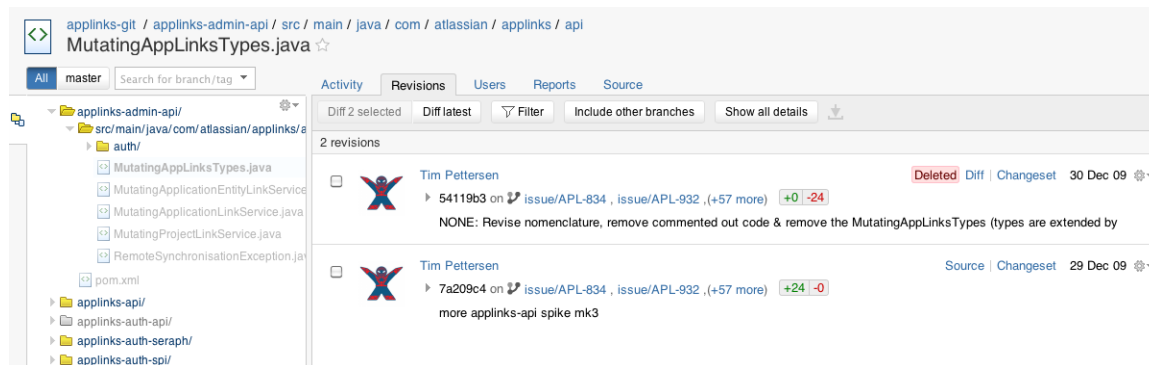 applinks-git / applinks-admin-api / src / main / java / com / atlassian / applinks / api
MutatingAppLinksTypes.java
All master Search for branch/tag
Activity Revisions Users Reports Source
Diff 2 selected Diff latest Filter Include other branches Show all details
2 revisions
applinks-admin-api/
src/main/java/com/atlassian/applinks/a
auth/
MutatingAppLinksTypes.java
MutatingApplicationEntityLinkService
MutatingApplicationLinkService.java
MutatingProjectLinkService.java
RemoteSynchronisationException.jav
pom.xml
applinks-api/
applinks-auth-api/
applinks-auth-seraph/
applinks-auth-spi/
Tim Pettersen Deleted Diff | Changeset 30 Dec 09
54119b3 on issue/APL-834 , issue/APL-932 ,(+57 more) +0 -24
NONE: Revise nomenclature, remove commented out code & remove the MutatingAppLinksTypes (types are extended by
Tim Pettersen Source | Changeset 29 Dec 09
7a209c4 on issue/APL-834 , issue/APL-932 ,(+57 more) +24 -0
more applinks-api spike mk3